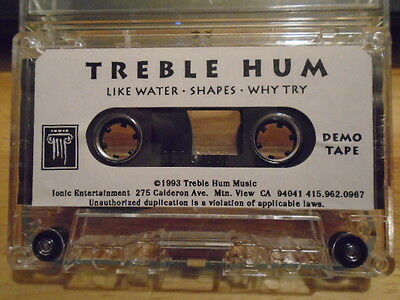 TREBLE HUM
LIKE WATER • SHAPES • WHY TRY
IONIC
DEMO
TAPE
©1993 Treble Hum Music
Ionic Entertainment 275 Calderon Ave. Mtn. View CA 94041 415.962.0967
Unauthorized duplication is a violation of applicable laws.